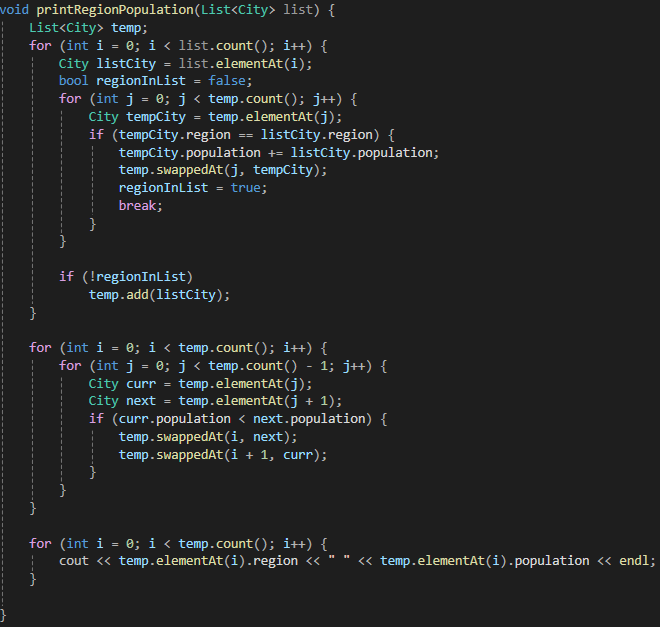 void printRegionPopulation(List<City> list) {
    List<City> temp;
    for (int i = 0; i < list.count(); i++) {
        City listCity = list.elementAt(i);
        bool regionInList = false;
        for (int j = 0; j < temp.count(); j++) {
            City tempCity = temp.elementAt(j);
            if (tempCity.region == listCity.region) {
                tempCity.population += listCity.population;
                temp.swappedAt(j, tempCity);
                regionInList = true;
                break;
            }
        }

        if (!regionInList)
            temp.add(listCity);
    }

    for (int i = 0; i < temp.count(); i++) {
        for (int j = 0; j < temp.count() - 1; j++) {
            City curr = temp.elementAt(j);
            City next = temp.elementAt(j + 1);
            if (curr.population < next.population) {
                temp.swappedAt(i, next);
                temp.swappedAt(i + 1, curr);
            }
        }
    }

    for (int i = 0; i < temp.count(); i++) {
        cout << temp.elementAt(i).region << " " << temp.elementAt(i).population << endl;
    }

}